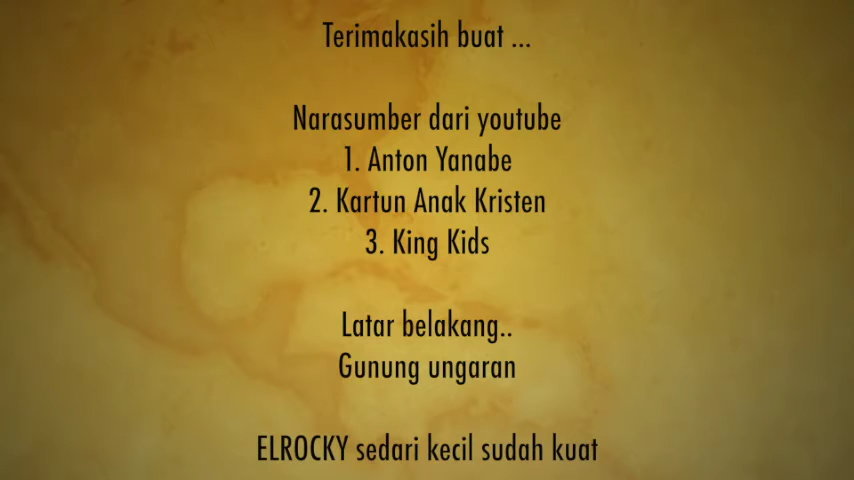 Terimakasih buat ...
Narasumber dari youtube
1. Anton Yanabe
2. Kartun Anak Kristen
3. King Kids
Latar belakang..
Gunung ungaran
ELROCKY sedari kecil sudah kuat